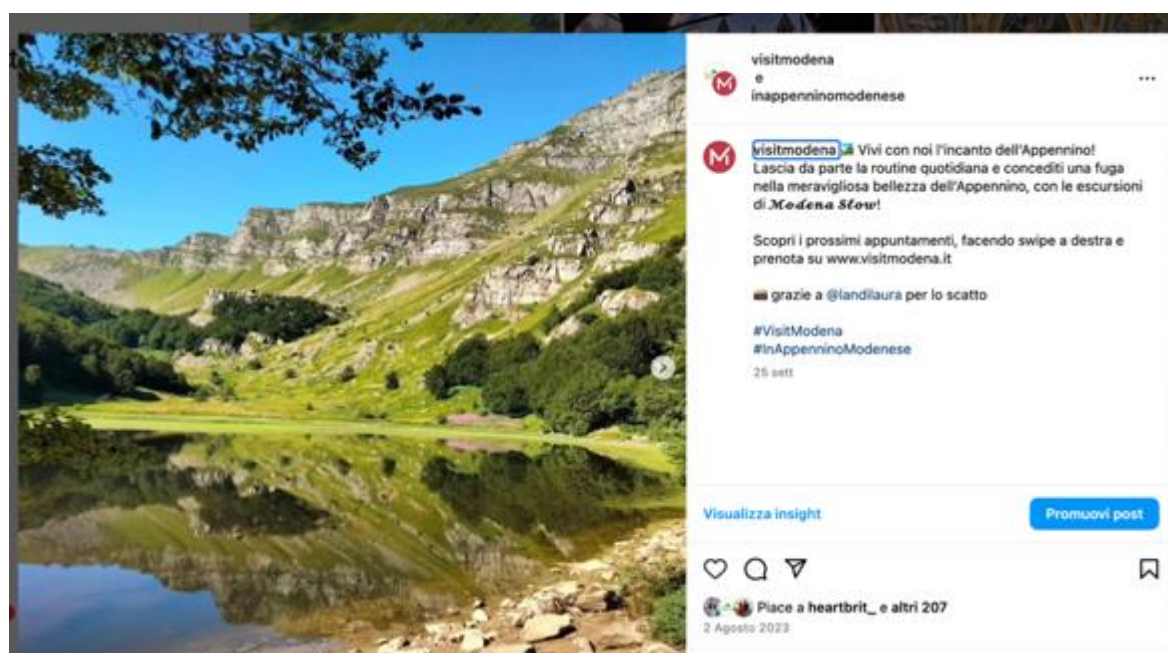 visitmodena
e
inappenninomodenese
visitmodena Vivi con noi l'incanto dell'Appennino!
Lascia da parte la routine quotidiana e concediti una fuga
nella meravigliosa bellezza dell'Appennino, con le escursioni
di Modena Slow!
Scopri i prossimi appuntamenti, facendo swipe a destra e
prenota su www.visitmodena.it
grazie a @landilaura per lo scatto
#VisitModena
#InAppenninoModenese
25 sett
Visualizza insight
Promuovi post
Piace a heartbrit_ e altri 207
2 Agosto 2023